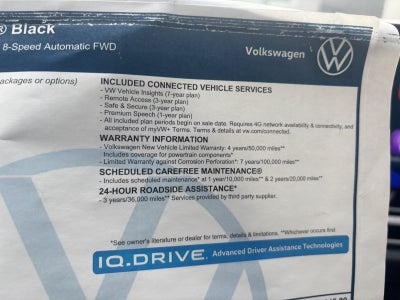 ® Black
8-Speed Automatic FWD
Volkswagen
packages or options)
INCLUDED CONNECTED VEHICLE SERVICES
- VW Vehicle Insights (7-year plan)
- Remote Access (3-year plan)
- Safe & Secure (3-year plan)
- Premium Speech (1-year plan)
- All included plan periods begin on sale date. Requires 4G network availability & connectivity, and
acceptance of myVW+ Terms. Terms & details at vw.com/connected.
WARRANTY INFORMATION
- Volkswagen New Vehicle Limited Warranty: 4 years/50,000 miles**
Includes coverage for powertrain components*
- Limited Warranty against Corrosion Perforation*: 7 years/100,000 miles**
SCHEDULED CAREFREE MAINTENANCE®
- Includes scheduled maintenance* at 1 year/10,000 miles** & 2 years/20,000 miles**
24-HOUR ROADSIDE ASSISTANCE*
- 3 years/36,000 miles** Services provided by third party supplier.
*See owner's literature or dealer for terms, details & limitations. **Whichever occurs first.
IQ.DRIVE. Advanced Driver Assistance Technologies